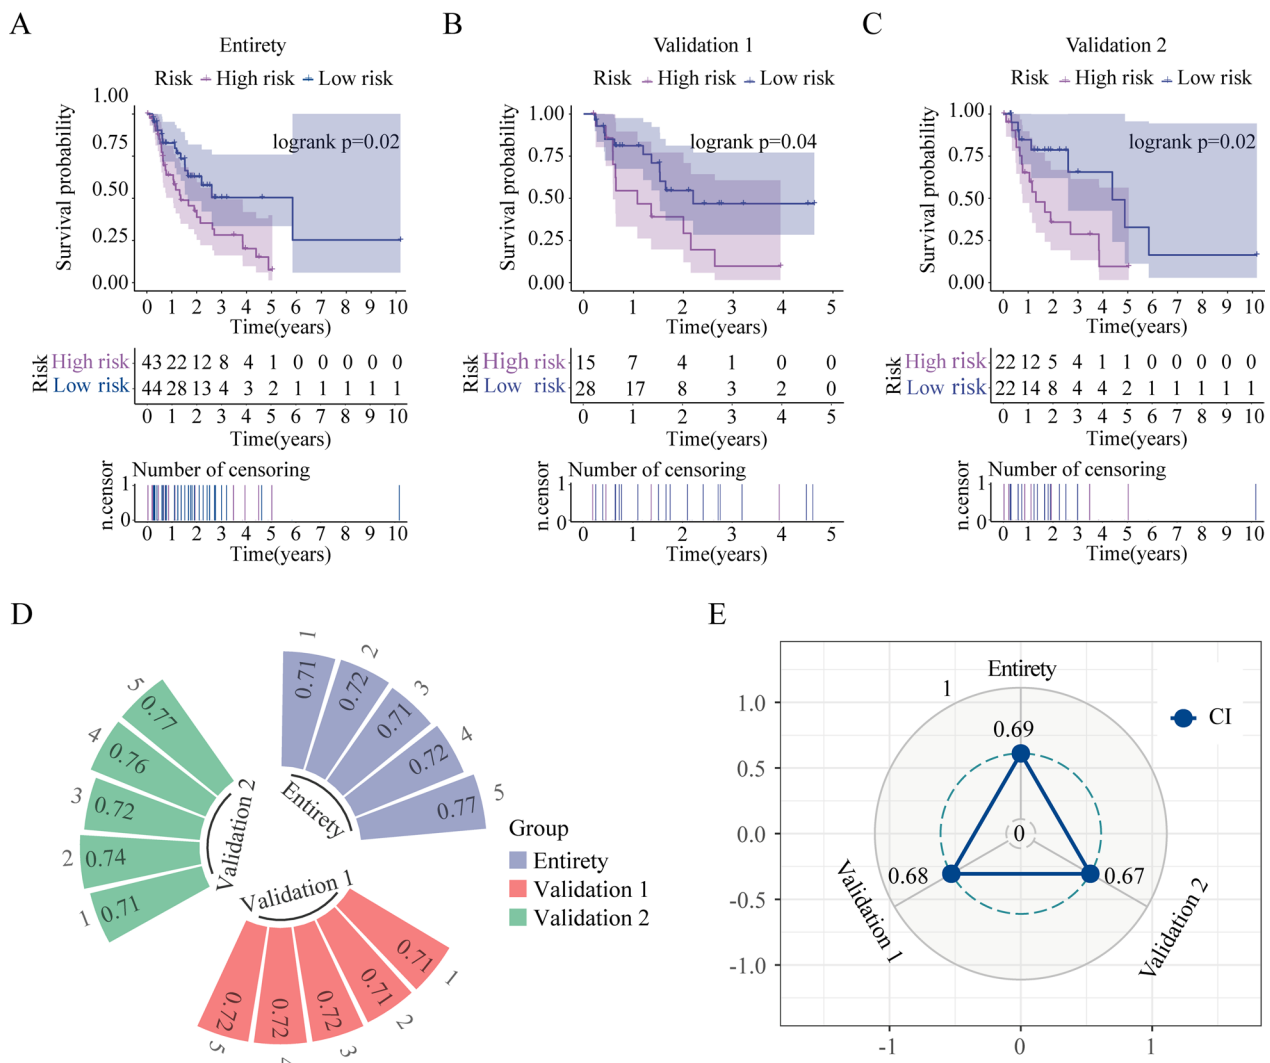 A
Entirety
Risk High risk Low risk
logrank p=0.02
Survival probability
1.00
0.75
0.50
0.25
0.00
0 1 2 3 4 5 6 7 8 9 10
Time(years)
Risk
High risk 43 22 12 8 4 1 0 0 0 0 0
Low risk 44 28 13 4 3 2 1 1 1 1 1
0 1 2 3 4 5 6 7 8 9 10
Time(years)
Number of censoring
n.censor
1
0
0 1 2 3 4 5 6 7 8 9 10
Time(years)
B
Validation 1
Risk High risk Low risk
logrank p=0.04
Survival probability
1.00
0.75
0.50
0.25
0.00
0 1 2 3 4 5
Time(years)
Risk
High risk 15 7 4 1 0 0
Low risk 28 17 8 3 2 0
0 1 2 3 4 5
Time(years)
Number of censoring
n.censor
1
0
0 1 2 3 4 5
Time(years)
C
Validation 2
Risk High risk Low risk
logrank p=0.02
Survival probability
1.00
0.75
0.50
0.25
0.00
0 1 2 3 4 5 6 7 8 9 10
Time(years)
Risk
High risk 22 12 5 4 1 1 0 0 0 0 0
Low risk 22 14 8 4 4 2 1 1 1 1 1
0 1 2 3 4 5 6 7 8 9 10
Time(years)
Number of censoring
n.censor
1
0
0 1 2 3 4 5 6 7 8 9 10
Time(years)
D
Entirety
1 0.71
2 0.72
3 0.71
4 0.72
5 0.77
Validation 1
1 0.71
2 0.71
3 0.72
4 0.72
5 0.72
Validation 2
1 0.71
2 0.74
3 0.72
4 0.76
5 0.77
Group
Entirety
Validation 1
Validation 2
E
Entirety
1
0.69
CI
0
0.68
0.67
Validation 1
Validation 2
1.0
0.5
0.0
-0.5
-1.0
-1 0 1